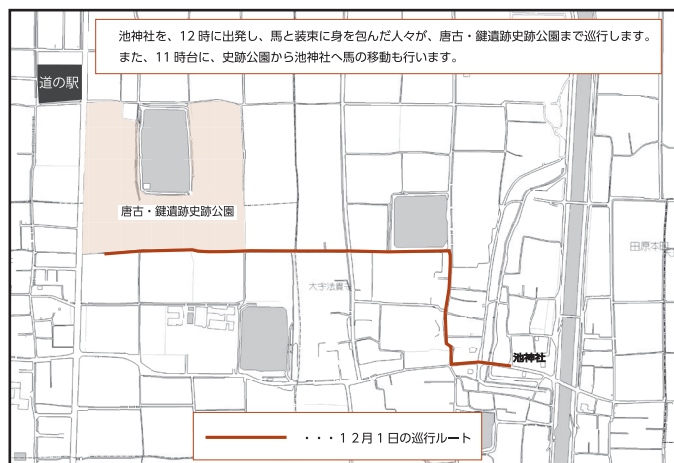 池神社を、12時に出発し、馬と装束に身を包んだ人々が、唐古・鍵遺跡史跡公園まで巡行します。
また、11時台に、史跡公園から池神社へ馬の移動も行います。
道の駅
唐古・鍵遺跡史跡公園
田原本町
大字法貴寺
池神社
・・・12月1日の巡行ルート